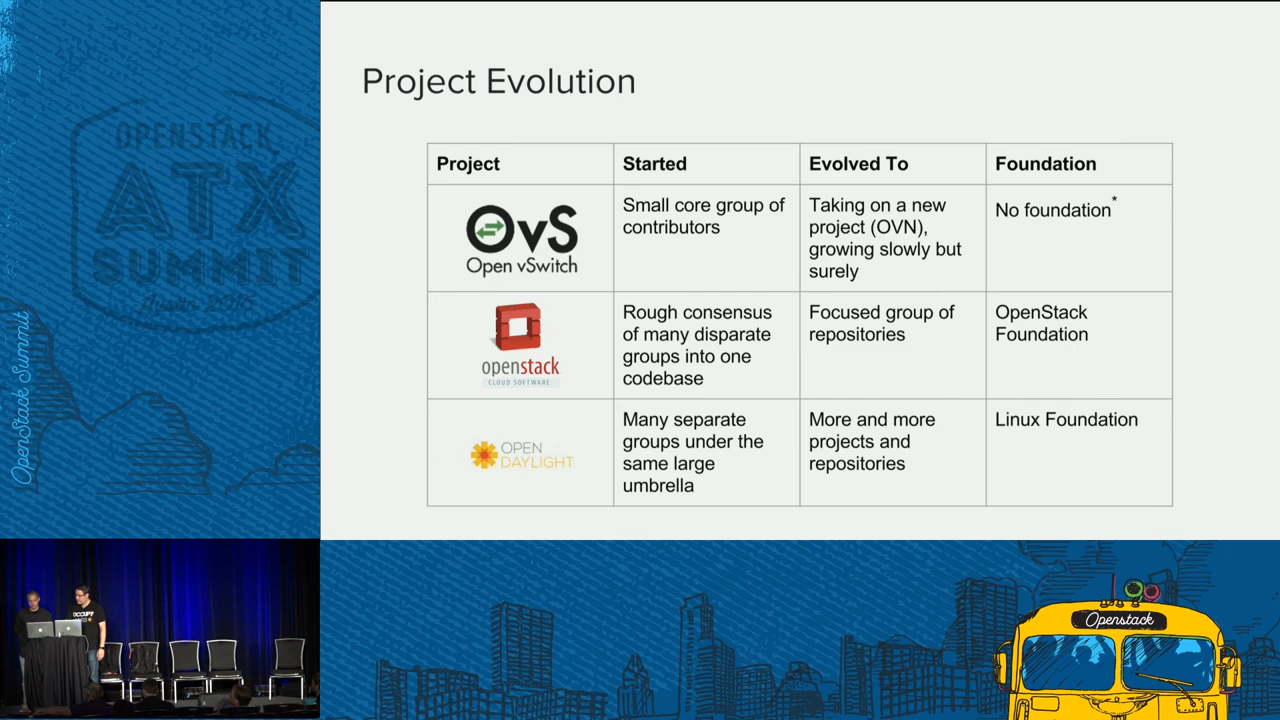 OPENSTACK
ATX
SUMMIT
Austin 2016
OpenStack Summit
Project Evolution
Project Started Evolved To Foundation
OvS
Open vSwitch
Small core group of
contributors
Taking on a new
project (OVN),
growing slowly but
surely
No foundation*
openstack
CLOUD SOFTWARE
Rough consensus
of many disparate
groups into one
codebase
Focused group of
repositories
OpenStack
Foundation
OPEN
DAYLIGHT
Many separate
groups under the
same large
umbrella
More and more
projects and
repositories
Linux Foundation
OCCUPY
Openstack